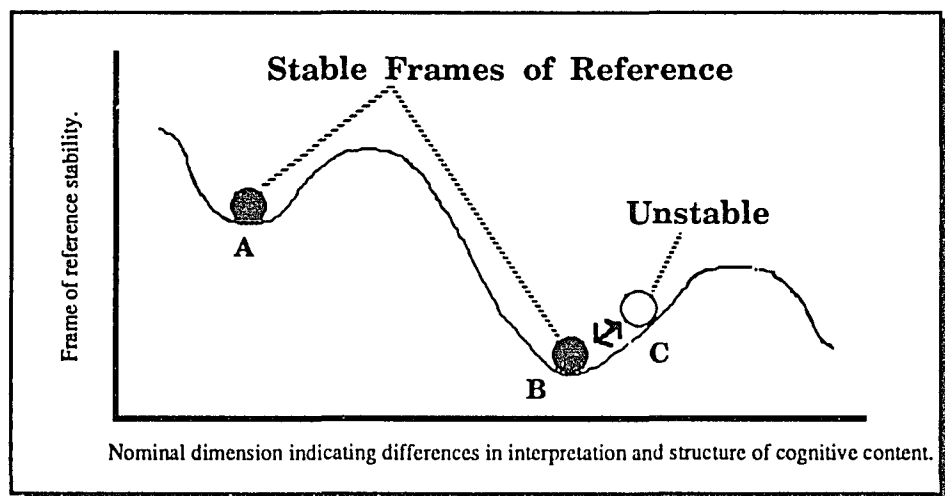 Stable Frames of Reference
Unstable
Frame of reference stability.
A
B
C
Nominal dimension indicating differences in interpretation and structure of cognitive content.